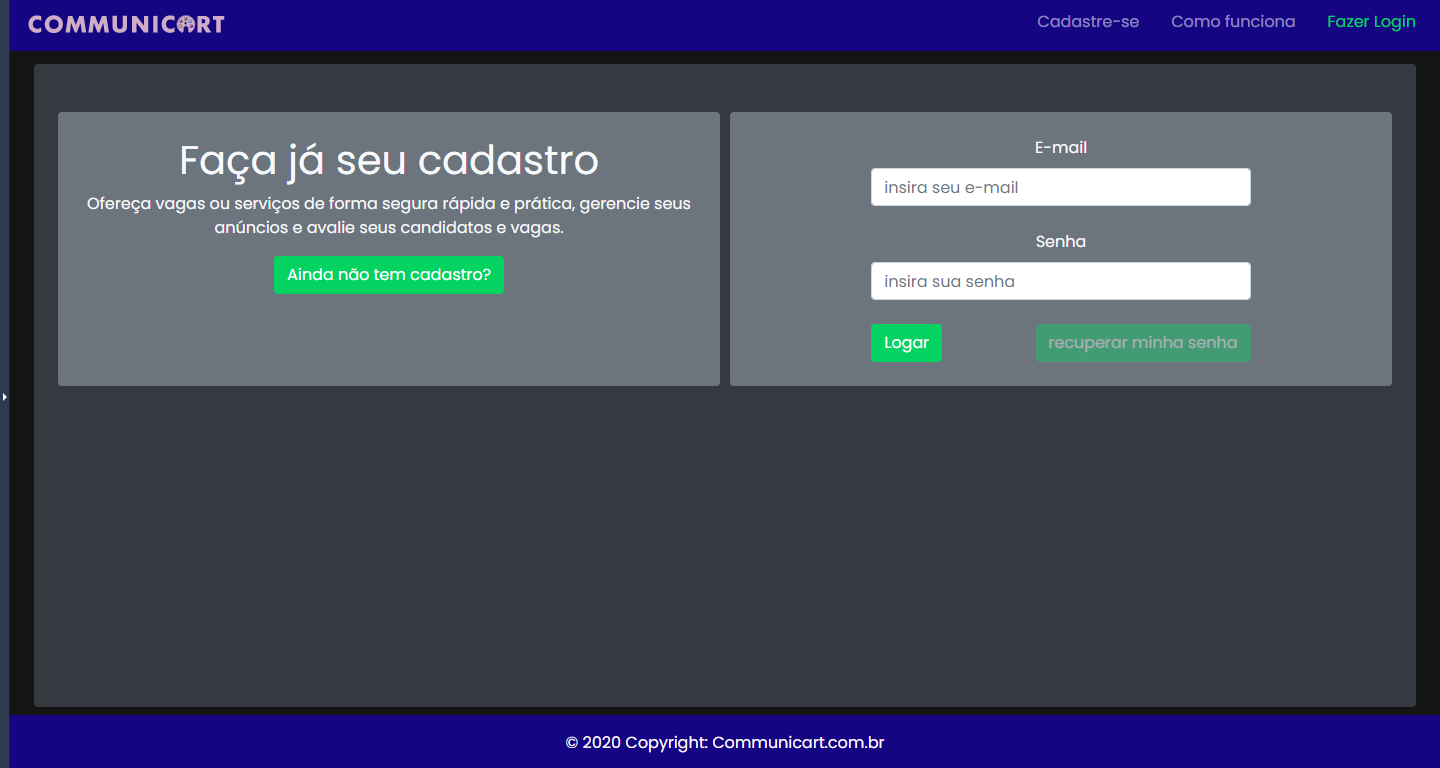 COMMUNICART
Cadastre-se
Como funciona
Fazer Login
Faça já seu cadastro
Ofereça vagas ou serviços de forma segura rápida e prática, gerencie seus
anúncios e avalie seus candidatos e vagas.
Ainda não tem cadastro?
E-mail
insira seu e-mail
Senha
insira sua senha
Logar
recuperar minha senha
© 2020 Copyright: Communicart.com.br